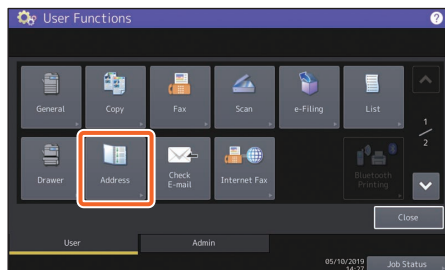 User Functions
?
General
Copy
Fax
Scan
e-Filing
List
1
/
2
Drawer
Address
Check
E-mail
Internet Fax
Bluetooth
Printing
Close
User
Admin
05/10/2019
14:27
Job Status